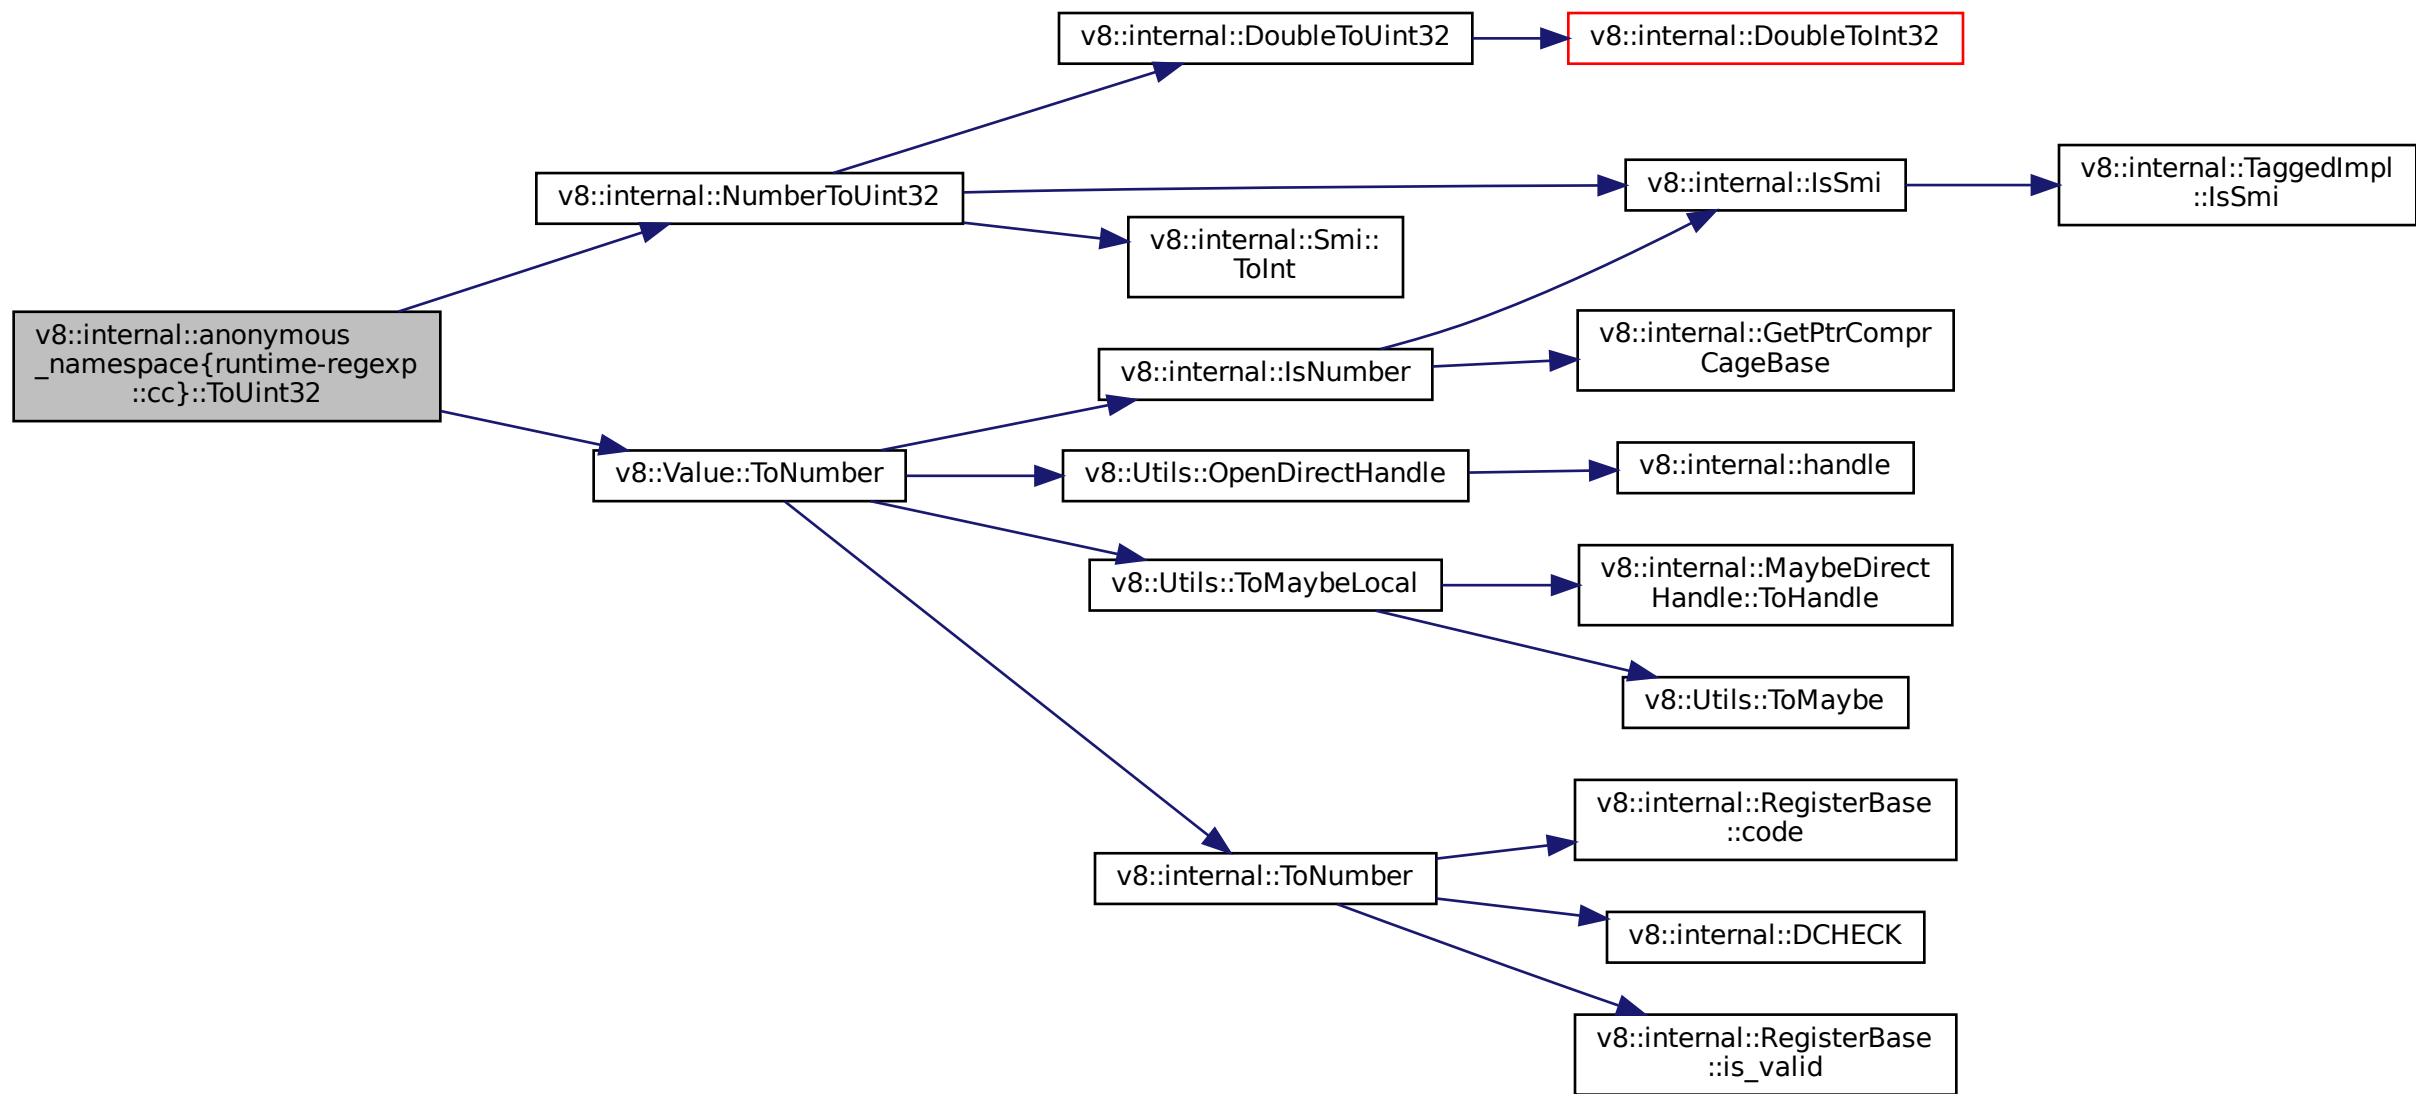 v8::internal::DoubleToUint32
v8::internal::DoubleToInt32
v8::internal::NumberToUint32
v8::internal::IsSmi
v8::internal::TaggedImpl
::IsSmi
v8::internal::Smi::
ToInt
v8::internal::anonymous
_namespace{runtime-regexp
::cc}::ToUint32
v8::internal::IsNumber
v8::internal::GetPtrCompr
CageBase
v8::Value::ToNumber
v8::Utils::OpenDirectHandle
v8::internal::handle
v8::Utils::ToMaybeLocal
v8::internal::MaybeDirect
Handle::ToHandle
v8::Utils::ToMaybe
v8::internal::ToNumber
v8::internal::RegisterBase
::code
v8::internal::DCHECK
v8::internal::RegisterBase
::is_valid